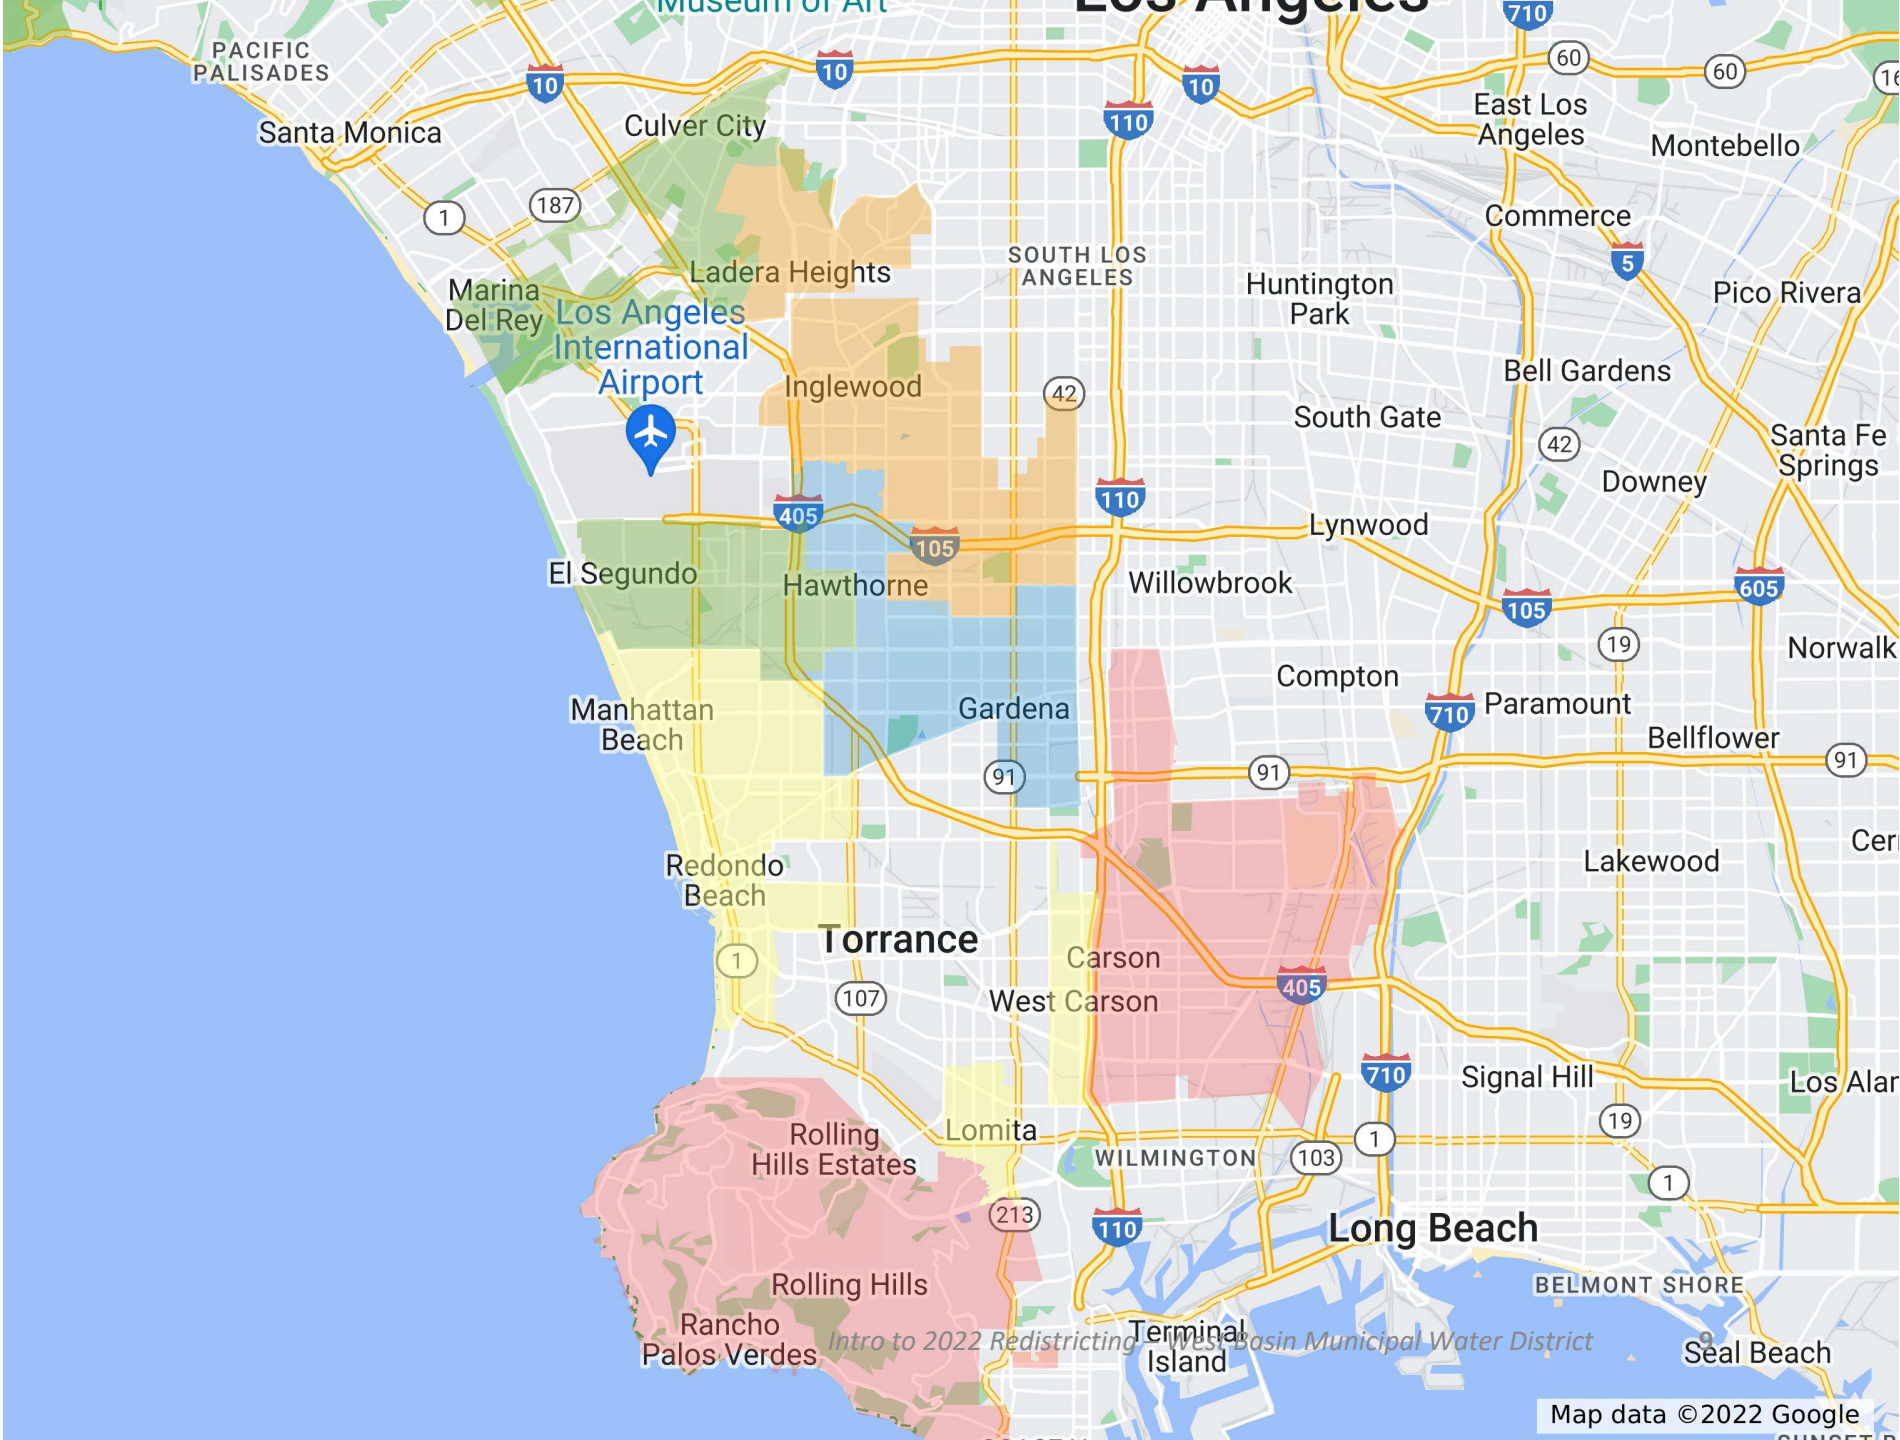 Museum of Art
Los Angeles
710
PACIFIC
PALISADES
10
10
10
60
60
16
Santa Monica
Culver City
110
East Los
Angeles
Montebello
1
187
Commerce
SOUTH LOS
ANGELES
5
Ladera Heights
Marina
Del Rey
Los Angeles
International
Airport
Huntington
Park
Pico Rivera
Inglewood
42
Bell Gardens
South Gate
42
Santa Fe
Springs
Downey
405
110
105
Lynwood
El Segundo
Hawthorne
Willowbrook
105
605
19
Norwalk
Compton
Manhattan
Beach
Gardena
710
Paramount
Bellflower
91
91
91
Redondo
Beach
Lakewood
Cerr
Torrance
1
Carson
107
West Carson
405
710
Signal Hill
Los Alar
Lomita
19
Rolling
Hills Estates
WILMINGTON
103
1
1
213
110
Long Beach
Rolling Hills
BELMONT SHORE
Rancho
Palos Verdes
Intro to 2022 Redistricting - West Basin Municipal Water District
9
Terminal
Island
Seal Beach
Map data ©2022 Google